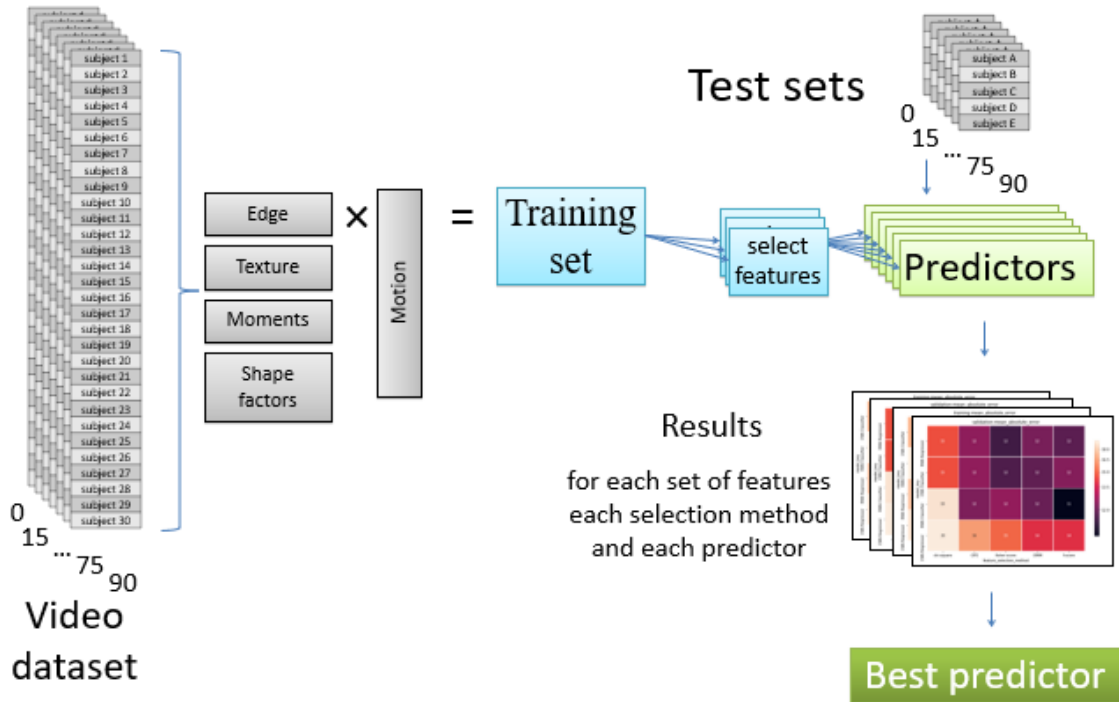 subject 1
subject 2
subject 3
subject 4
subject 5
subject 6
subject 7
subject 8
subject 9
subject 10
subject 11
subject 12
subject 13
subject 14
subject 15
subject 16
subject 17
subject 18
subject 19
subject 20
subject 21
subject 22
subject 23
subject 24
subject 25
subject 26
subject 27
subject 28
subject 29
subject 30
0
15
...
75
90
Video
dataset
Edge
Texture
Moments
Shape
factors
×
Motion
=
Training
set
select
features
Test sets
subject A
subject B
subject C
subject D
subject E
0
15
...
75
90
Predictors
Results
for each set of features
each selection method
and each predictor
validation mean_absolute_error
feature_selection_method
Best predictor